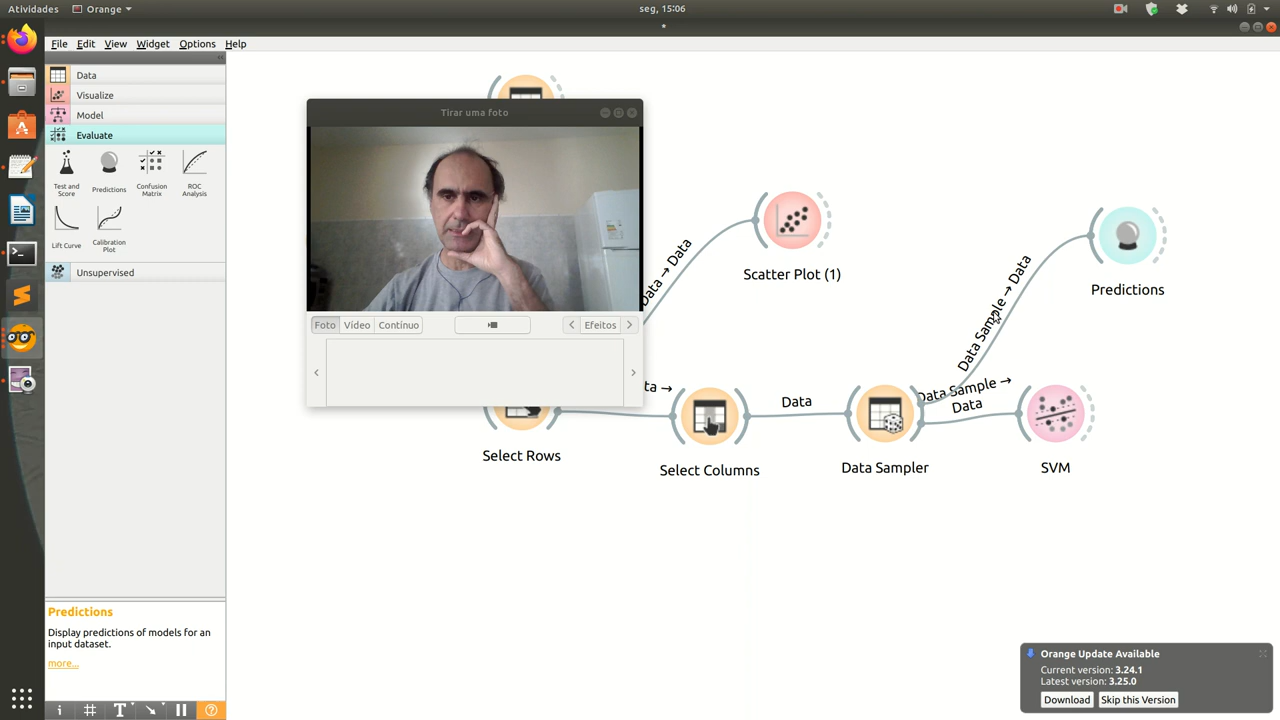 Atividades
Orange
seg, 15:06
*
File
Edit
View
Widget
Options
Help
Data
Visualize
Model
Evaluate
Test and Score
Predictions
Confusion Matrix
ROC Analysis
Lift Curve
Calibration Plot
Unsupervised
Tirar uma foto
Foto
Vídeo
Contínuo
Efeitos
Data → Data
Scatter Plot (1)
Select Rows
ta →
Select Columns
Data
Data Sampler
Data Sample → Data
Predictions
Data Sample →
Data
SVM
Predictions
Display predictions of models for an
input dataset.
more...
Orange Update Available
Current version: 3.24.1
Latest version: 3.25.0
Download
Skip this Version